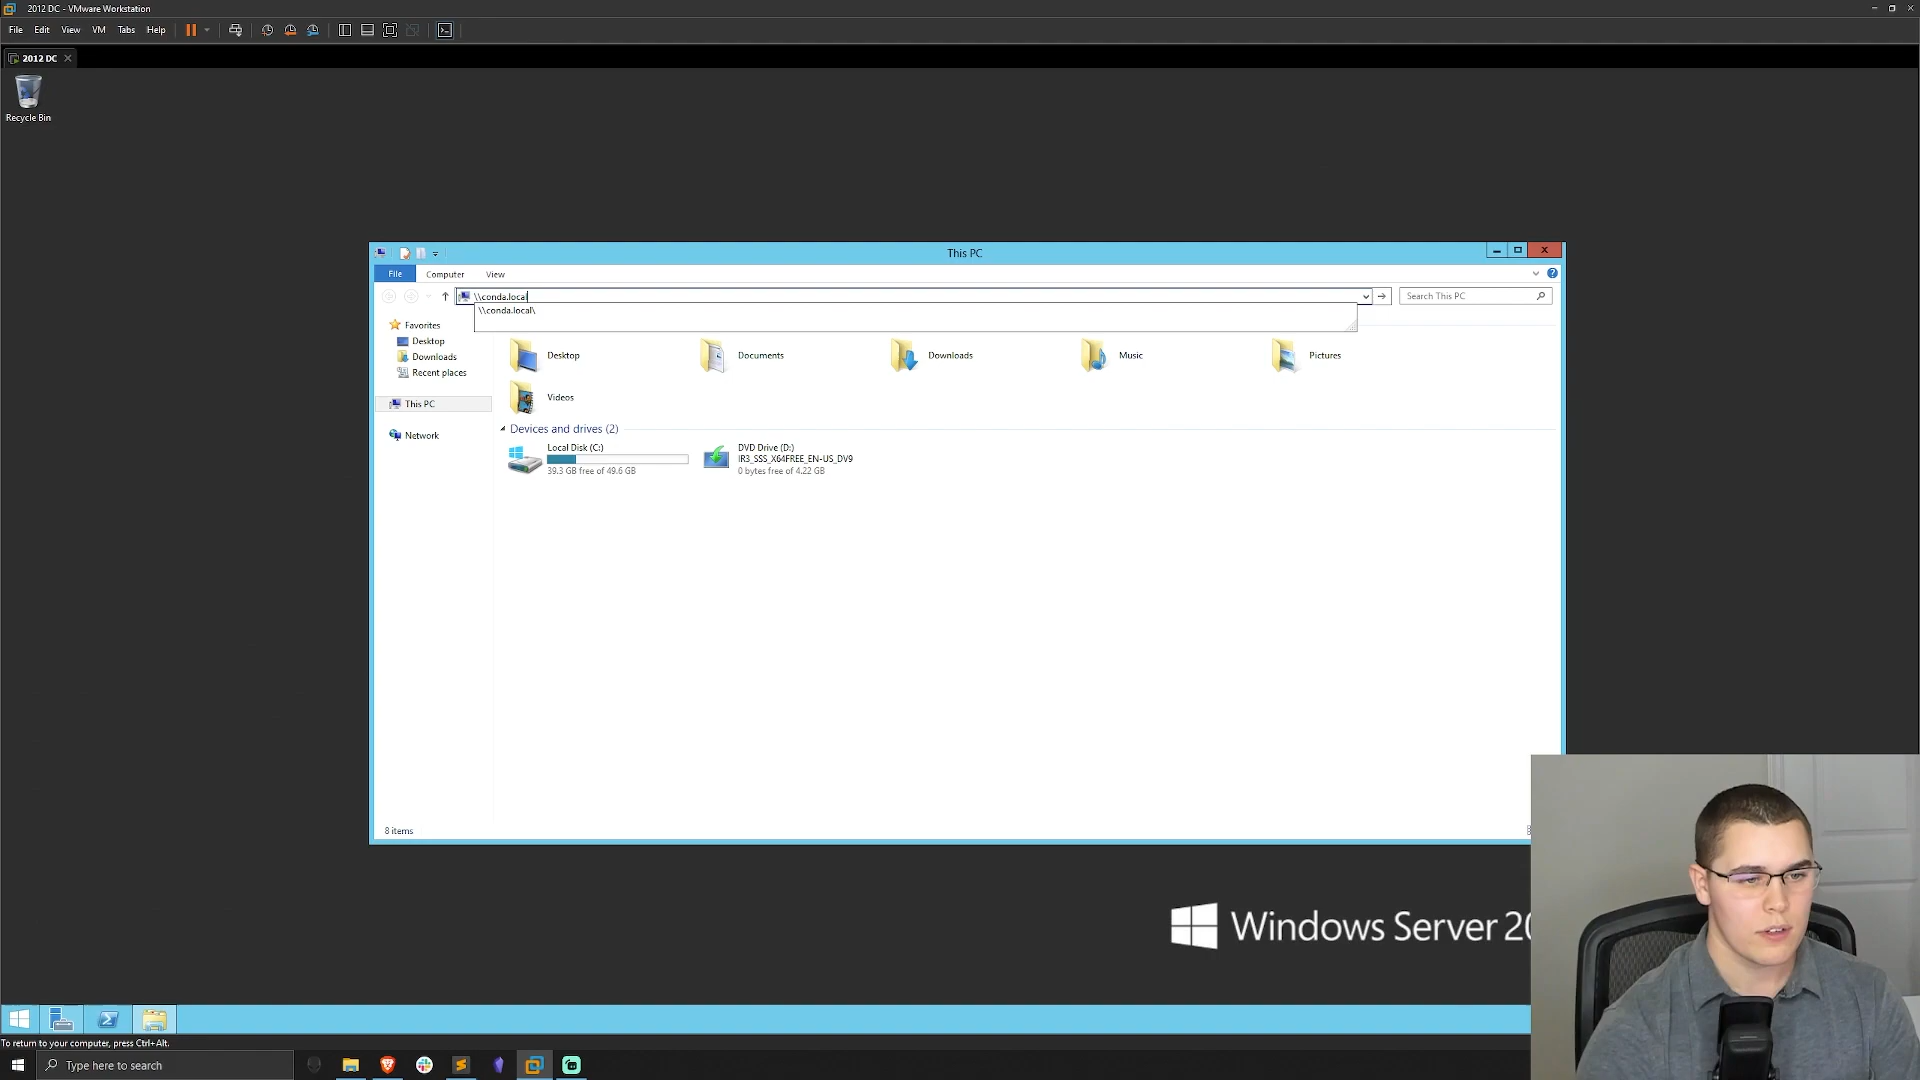 2012 DC - VMware Workstation
File Edit View VM Tabs Help
2012 DC
Recycle Bin
This PC
File Computer View
\\conda.local
Search This PC
\\conda.local\
Favorites
Desktop
Downloads
Recent places
This PC
Network
Desktop
Documents
Downloads
Music
Pictures
Videos
Devices and drives (2)
Local Disk (C:)
39.3 GB free of 49.6 GB
DVD Drive (D:)
IR3_SSS_X64FREE_EN-US_DV9
0 bytes free of 4.22 GB
8 items
Windows Server 20
To return to your computer, press Ctrl+Alt.
Type here to search